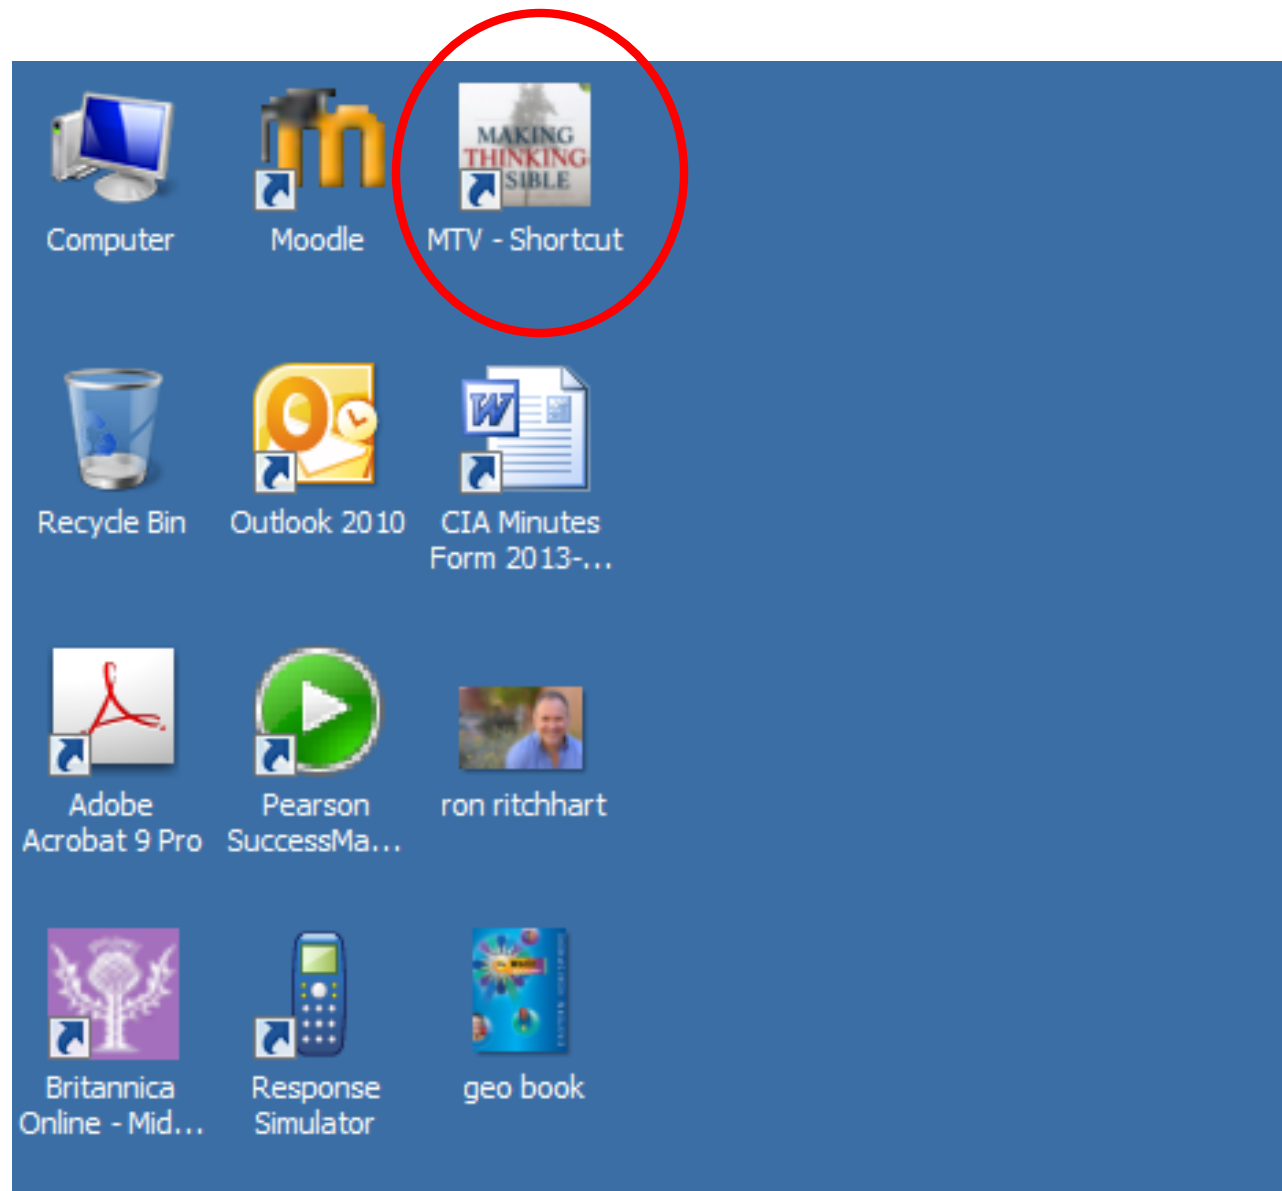 MAKING
THINKING
SIBLE
Computer
Moodle
MTV - Shortcut
W
Recycle Bin
Outlook 2010
CIA Minutes
Form 2013-...
Adobe
Acrobat 9 Pro
Pearson
SuccessMa...
ron ritchhart
Britannica
Online - Mid...
Response
Simulator
geo book